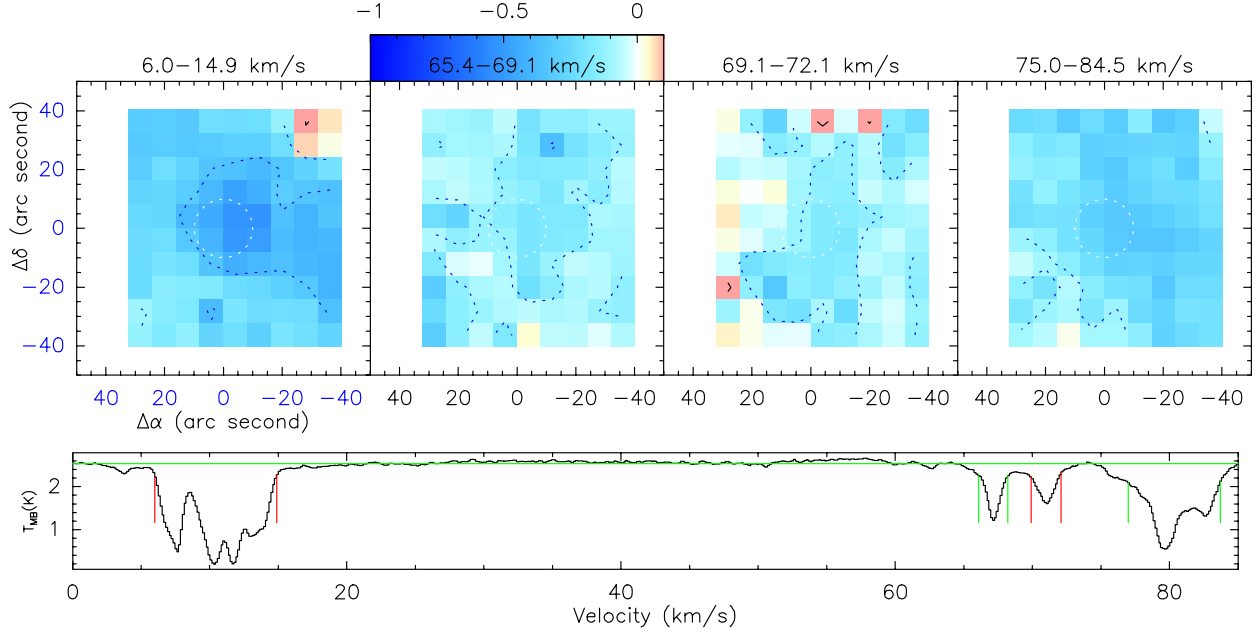 −1 −0.5 0
6.0−14.9 km/s 65.4−69.1 km/s 69.1−72.1 km/s 75.0−84.5 km/s
40
20
0
−20
−40
Δδ (arc second)
40 20 0 −20 −40 40 20 0 −20 −40 40 20 0 −20 −40 40 20 0 −20 −40
Δα (arc second)
2
1
T_MB(K)
0 20 40 60 80
Velocity (km/s)